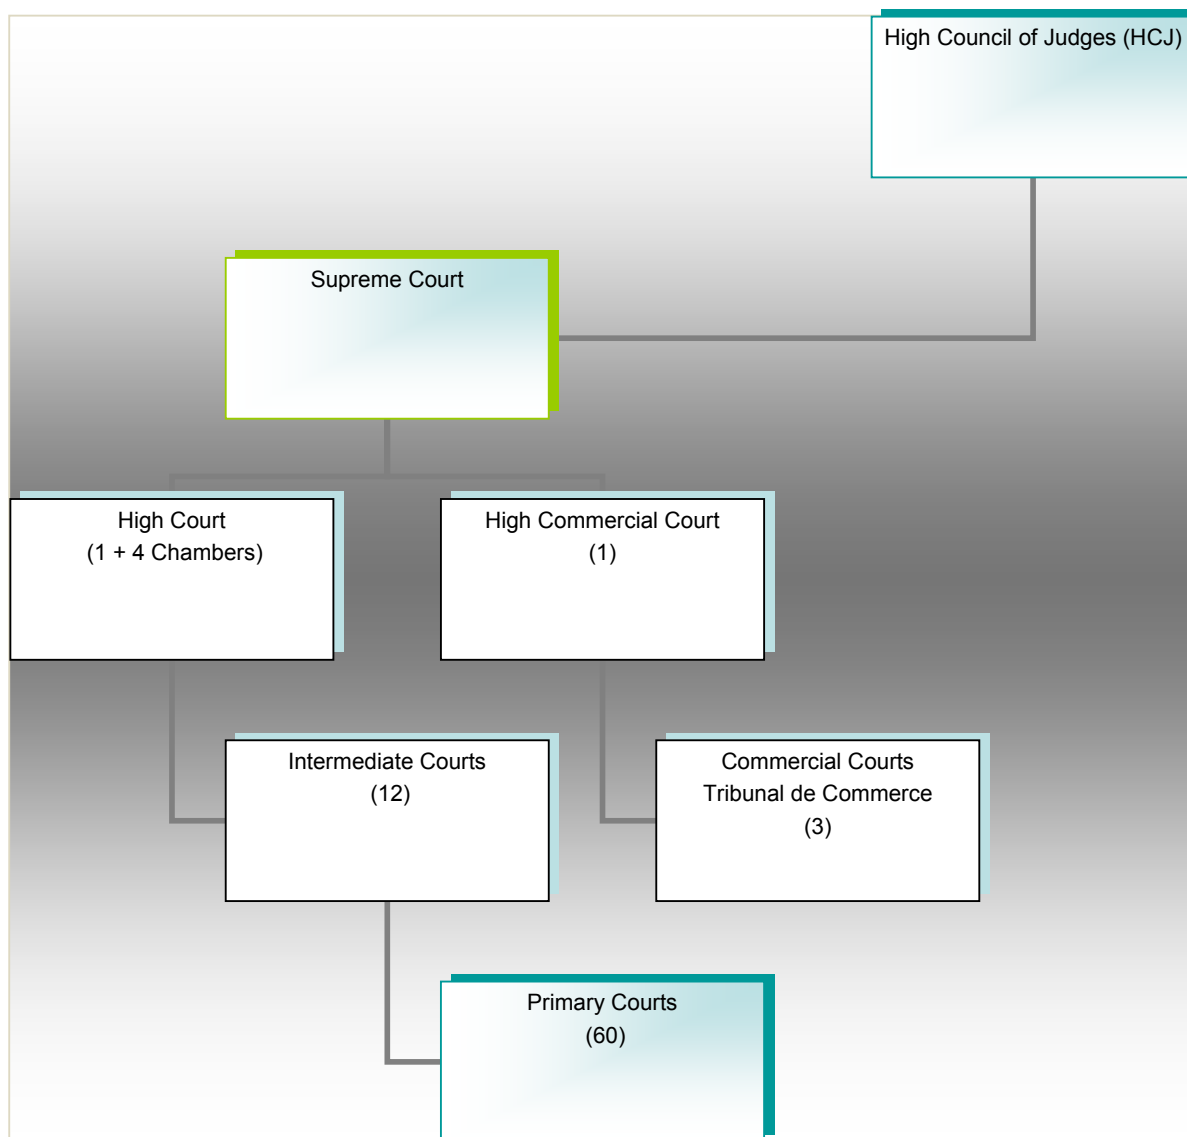 High Council of Judges (HCJ)
Supreme Court
High Court
(1 + 4 Chambers)
High Commercial Court
(1)
Intermediate Courts
(12)
Commercial Courts
Tribunal de Commerce
(3)
Primary Courts
(60)